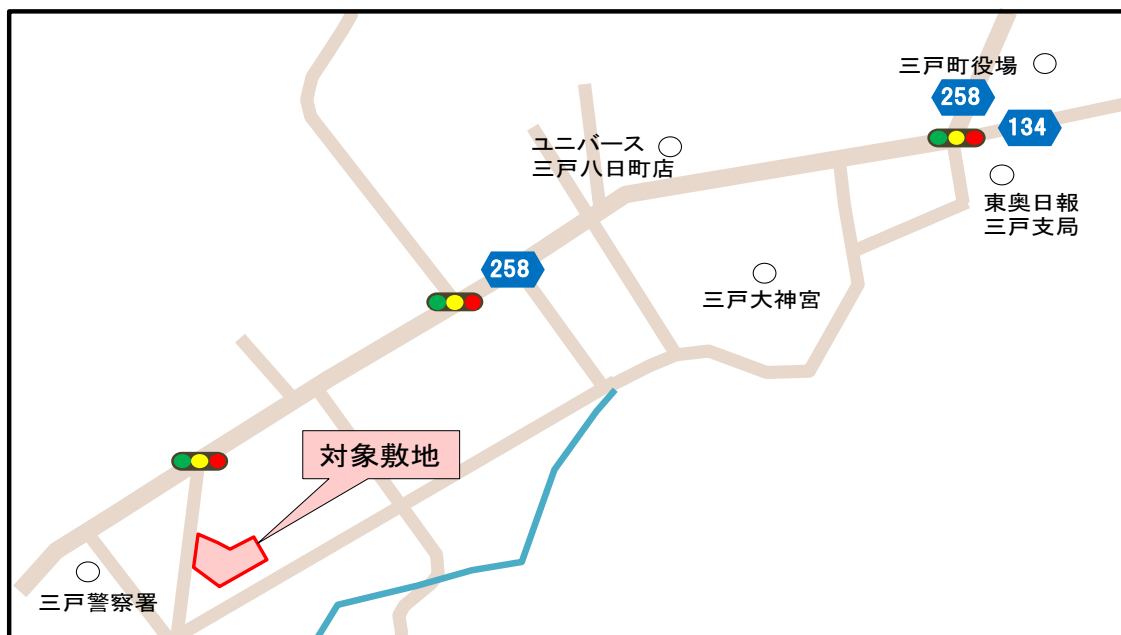 三戸町役場
258
134
ユニバース
三戸八日町店
東奥日報
三戸支局
258
三戸大神宮
対象敷地
三戸警察署